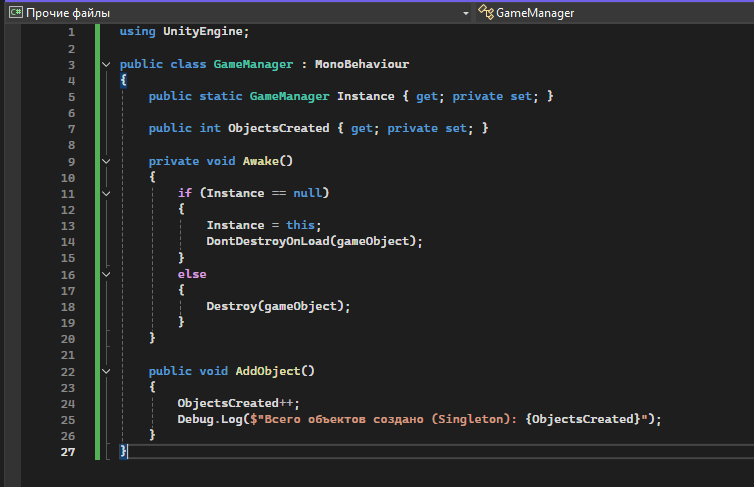 C# Прочие файлы GameManager
1 using UnityEngine;
2
3 public class GameManager : MonoBehaviour
4 {
5 public static GameManager Instance { get; private set; }
6
7 public int ObjectsCreated { get; private set; }
8
9 private void Awake()
10 {
11 if (Instance == null)
12 {
13 Instance = this;
14 DontDestroyOnLoad(gameObject);
15 }
16 else
17 {
18 Destroy(gameObject);
19 }
20 }
21
22 public void AddObject()
23 {
24 ObjectsCreated++;
25 Debug.Log($"Всего объектов создано (Singleton): {ObjectsCreated}");
26 }
27 }